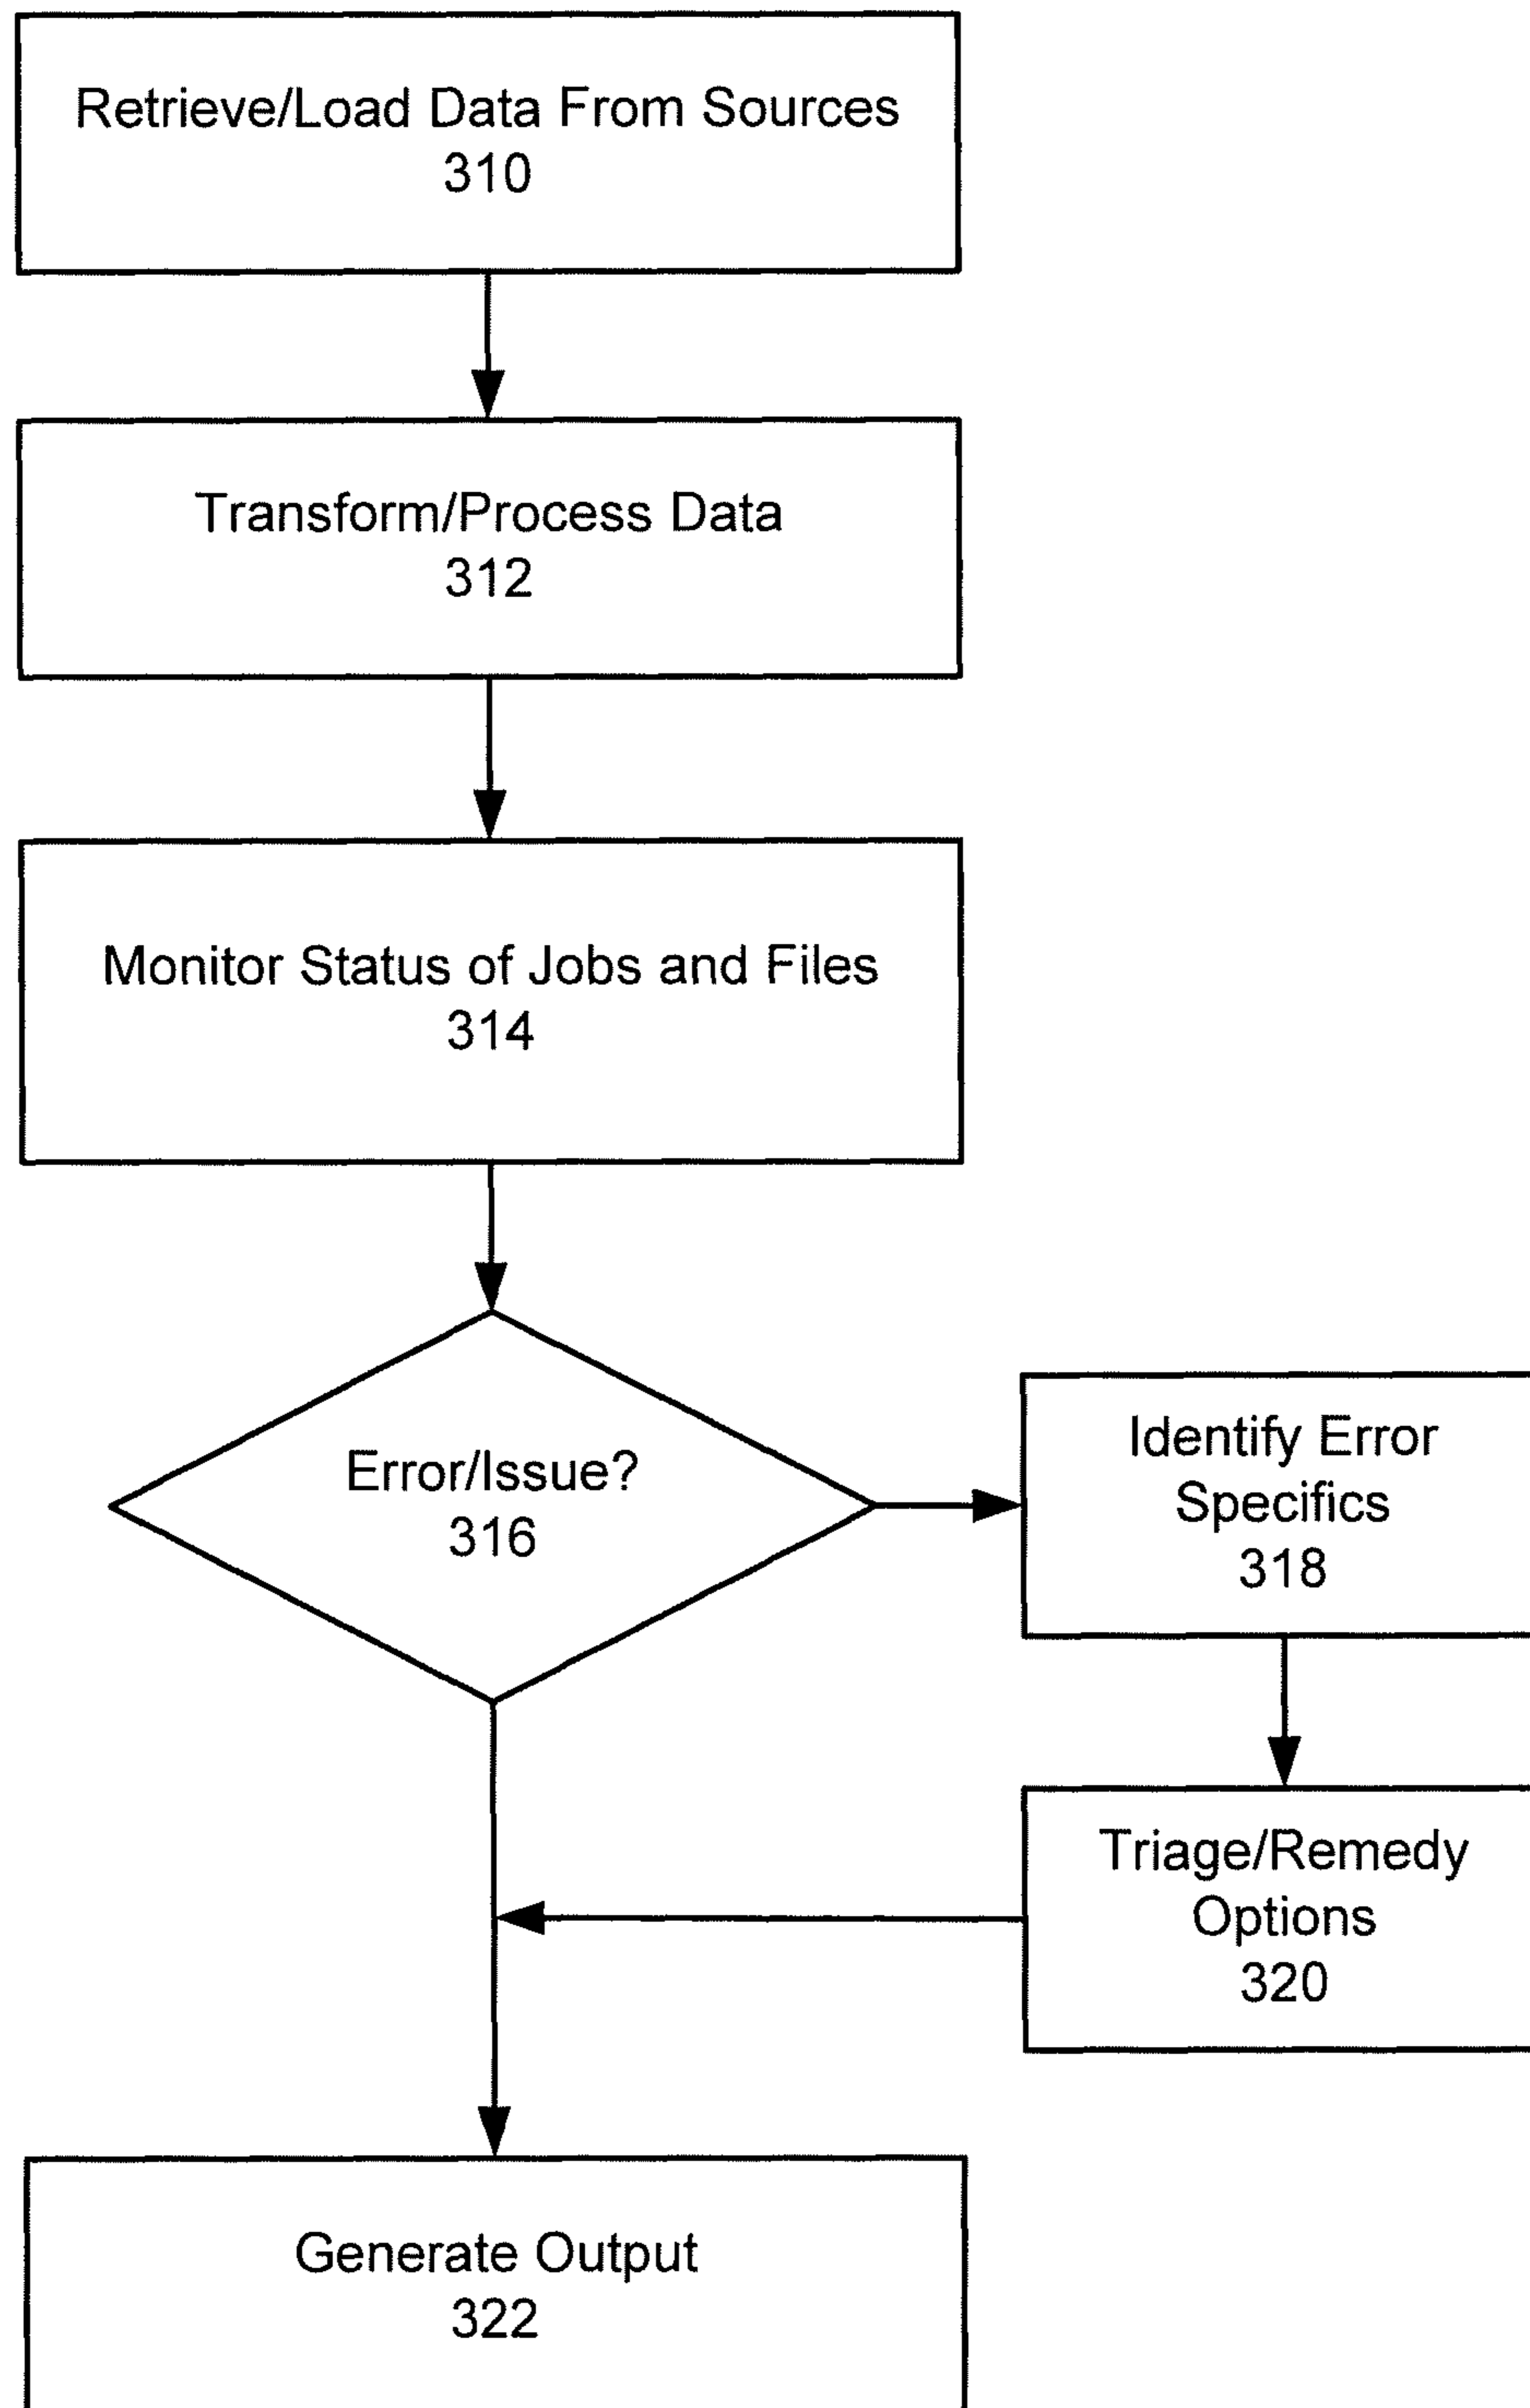 Retrieve/Load Data From Sources
310
Transform/Process Data
312
Monitor Status of Jobs and Files
314
Error/Issue?
316
Identify Error
Specifics
318
Triage/Remedy
Options
320
Generate Output
322